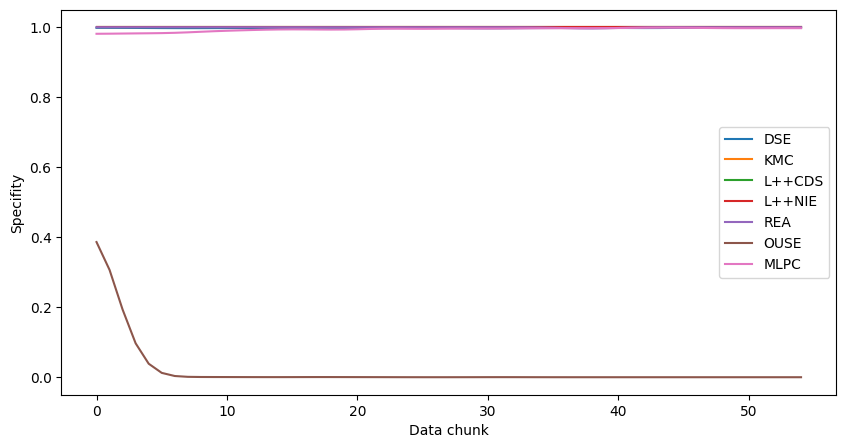 1.0
0.8
0.6
0.4
0.2
0.0
Specifity
0
10
20
30
40
50
Data chunk
DSE
KMC
L++CDS
L++NIE
REA
OUSE
MLPC